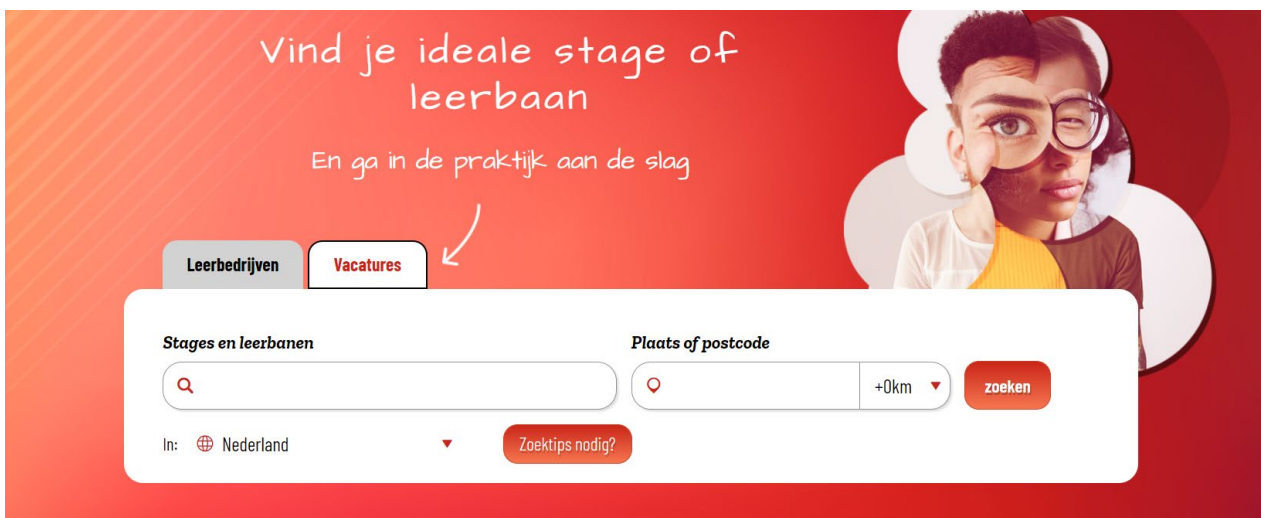 Vind je ideale stage of
leerbaan
En ga in de praktijk aan de slag
Leerbedrijven
Vacatures
Stages en leerbanen
Plaats of postcode
+0km
zoeken
In: Nederland
Zoektips nodig?